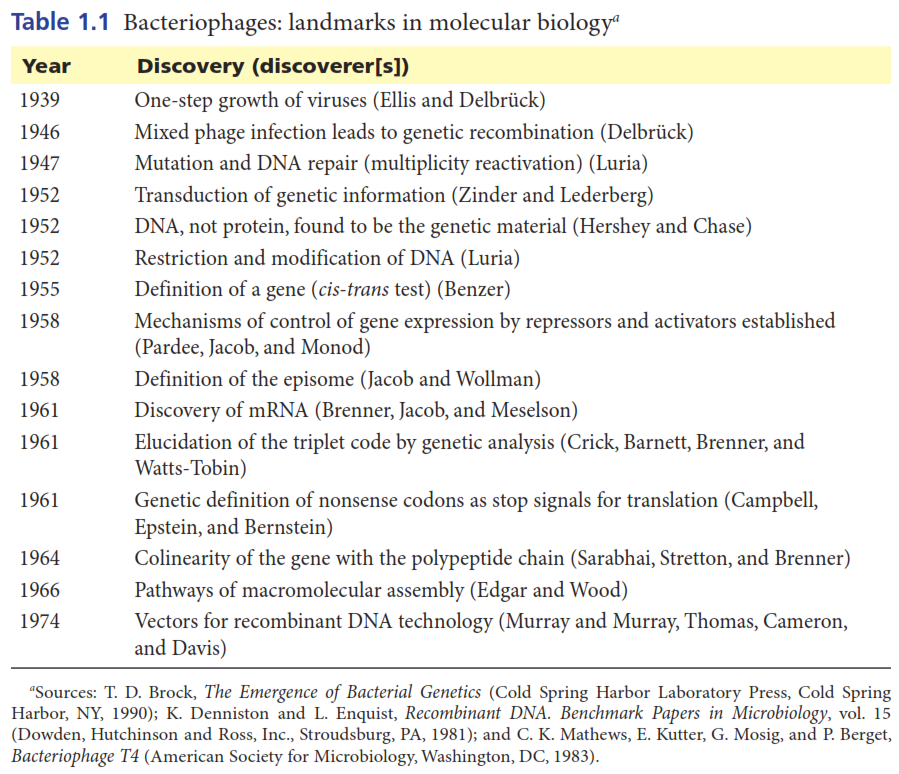 Table 1.1 Bacteriophages: landmarks in molecular biologyᵃ
Year Discovery (discoverer[s])
1939 One-step growth of viruses (Ellis and Delbrück)
1946 Mixed phage infection leads to genetic recombination (Delbrück)
1947 Mutation and DNA repair (multiplicity reactivation) (Luria)
1952 Transduction of genetic information (Zinder and Lederberg)
1952 DNA, not protein, found to be the genetic material (Hershey and Chase)
1952 Restriction and modification of DNA (Luria)
1955 Definition of a gene (cis-trans test) (Benzer)
1958 Mechanisms of control of gene expression by repressors and activators established
(Pardee, Jacob, and Monod)
1958 Definition of the episome (Jacob and Wollman)
1961 Discovery of mRNA (Brenner, Jacob, and Meselson)
1961 Elucidation of the triplet code by genetic analysis (Crick, Barnett, Brenner, and
Watts-Tobin)
1961 Genetic definition of nonsense codons as stop signals for translation (Campbell,
Epstein, and Bernstein)
1964 Colinearity of the gene with the polypeptide chain (Sarabhai, Stretton, and Brenner)
1966 Pathways of macromolecular assembly (Edgar and Wood)
1974 Vectors for recombinant DNA technology (Murray and Murray, Thomas, Cameron,
and Davis)
ᵃSources: T. D. Brock, The Emergence of Bacterial Genetics (Cold Spring Harbor Laboratory Press, Cold Spring
Harbor, NY, 1990); K. Denniston and L. Enquist, Recombinant DNA. Benchmark Papers in Microbiology, vol. 15
(Dowden, Hutchinson and Ross, Inc., Stroudsburg, PA, 1981); and C. K. Mathews, E. Kutter, G. Mosig, and P. Berget,
Bacteriophage T4 (American Society for Microbiology, Washington, DC, 1983).